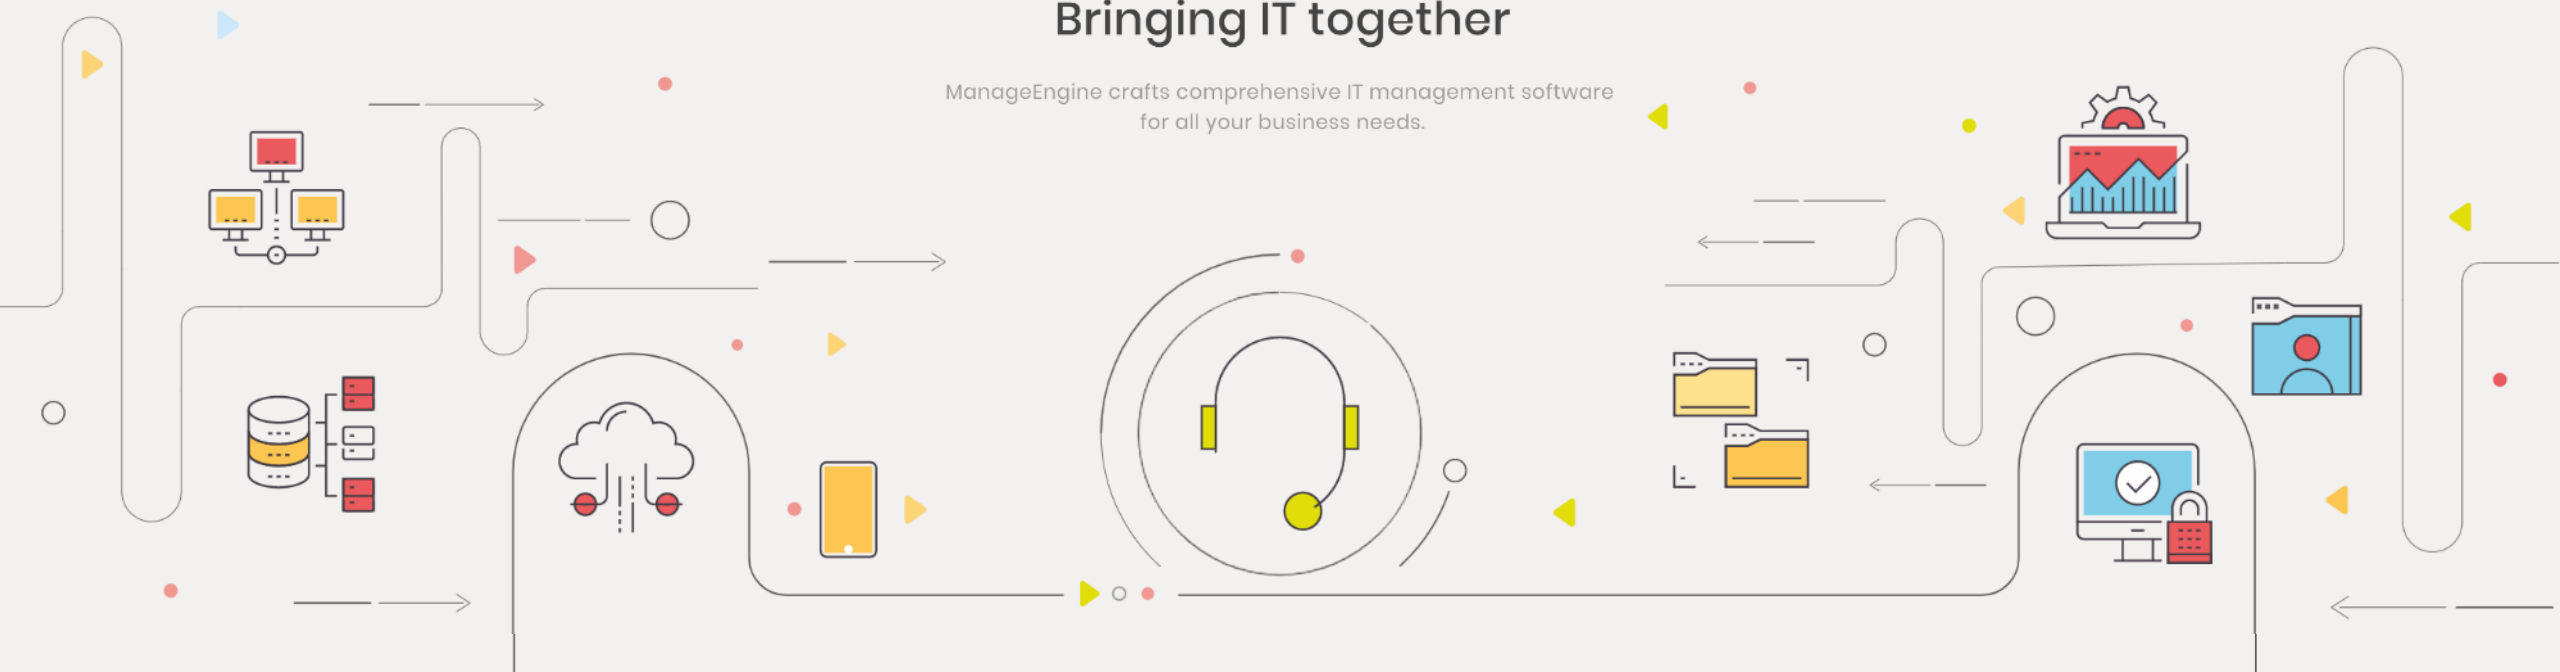 Bringing IT together
ManageEngine crafts comprehensive IT management software
for all your business needs.